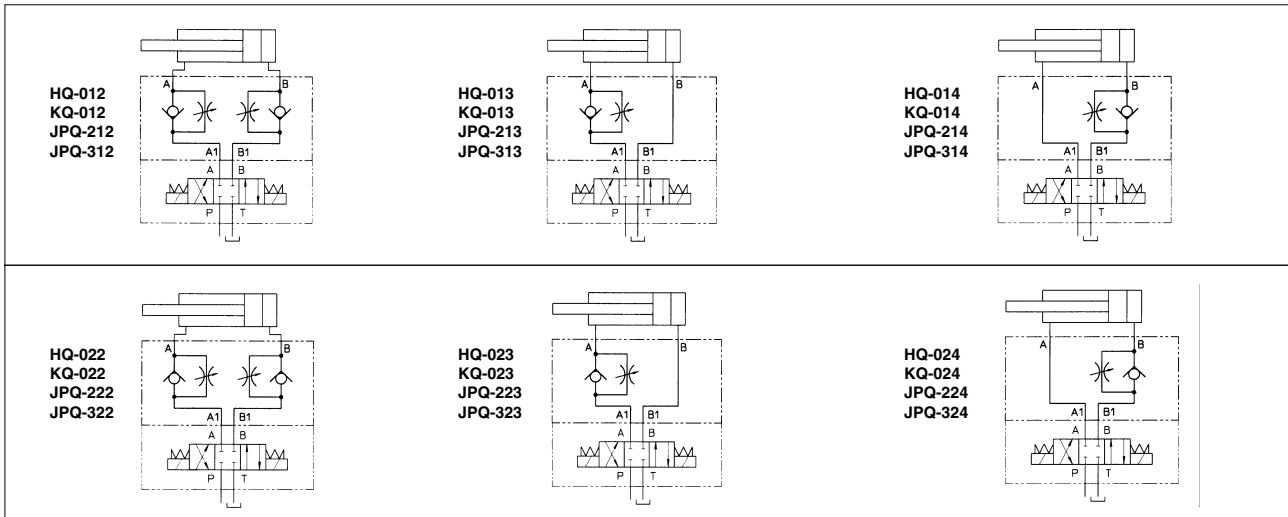 HQ-012
KQ-012
JPQ-212
JPQ-312
A B
A1 B1
A B
P T
HQ-013
KQ-013
JPQ-213
JPQ-313
A B
A1 B1
A B
P T
HQ-014
KQ-014
JPQ-214
JPQ-314
A B
A1 B1
A B
P T
HQ-022
KQ-022
JPQ-222
JPQ-322
A B
A1 B1
A B
P T
HQ-023
KQ-023
JPQ-223
JPQ-323
A B
A1 B1
A B
P T
HQ-024
KQ-024
JPQ-224
JPQ-324
A B
A1 B1
A B
P T